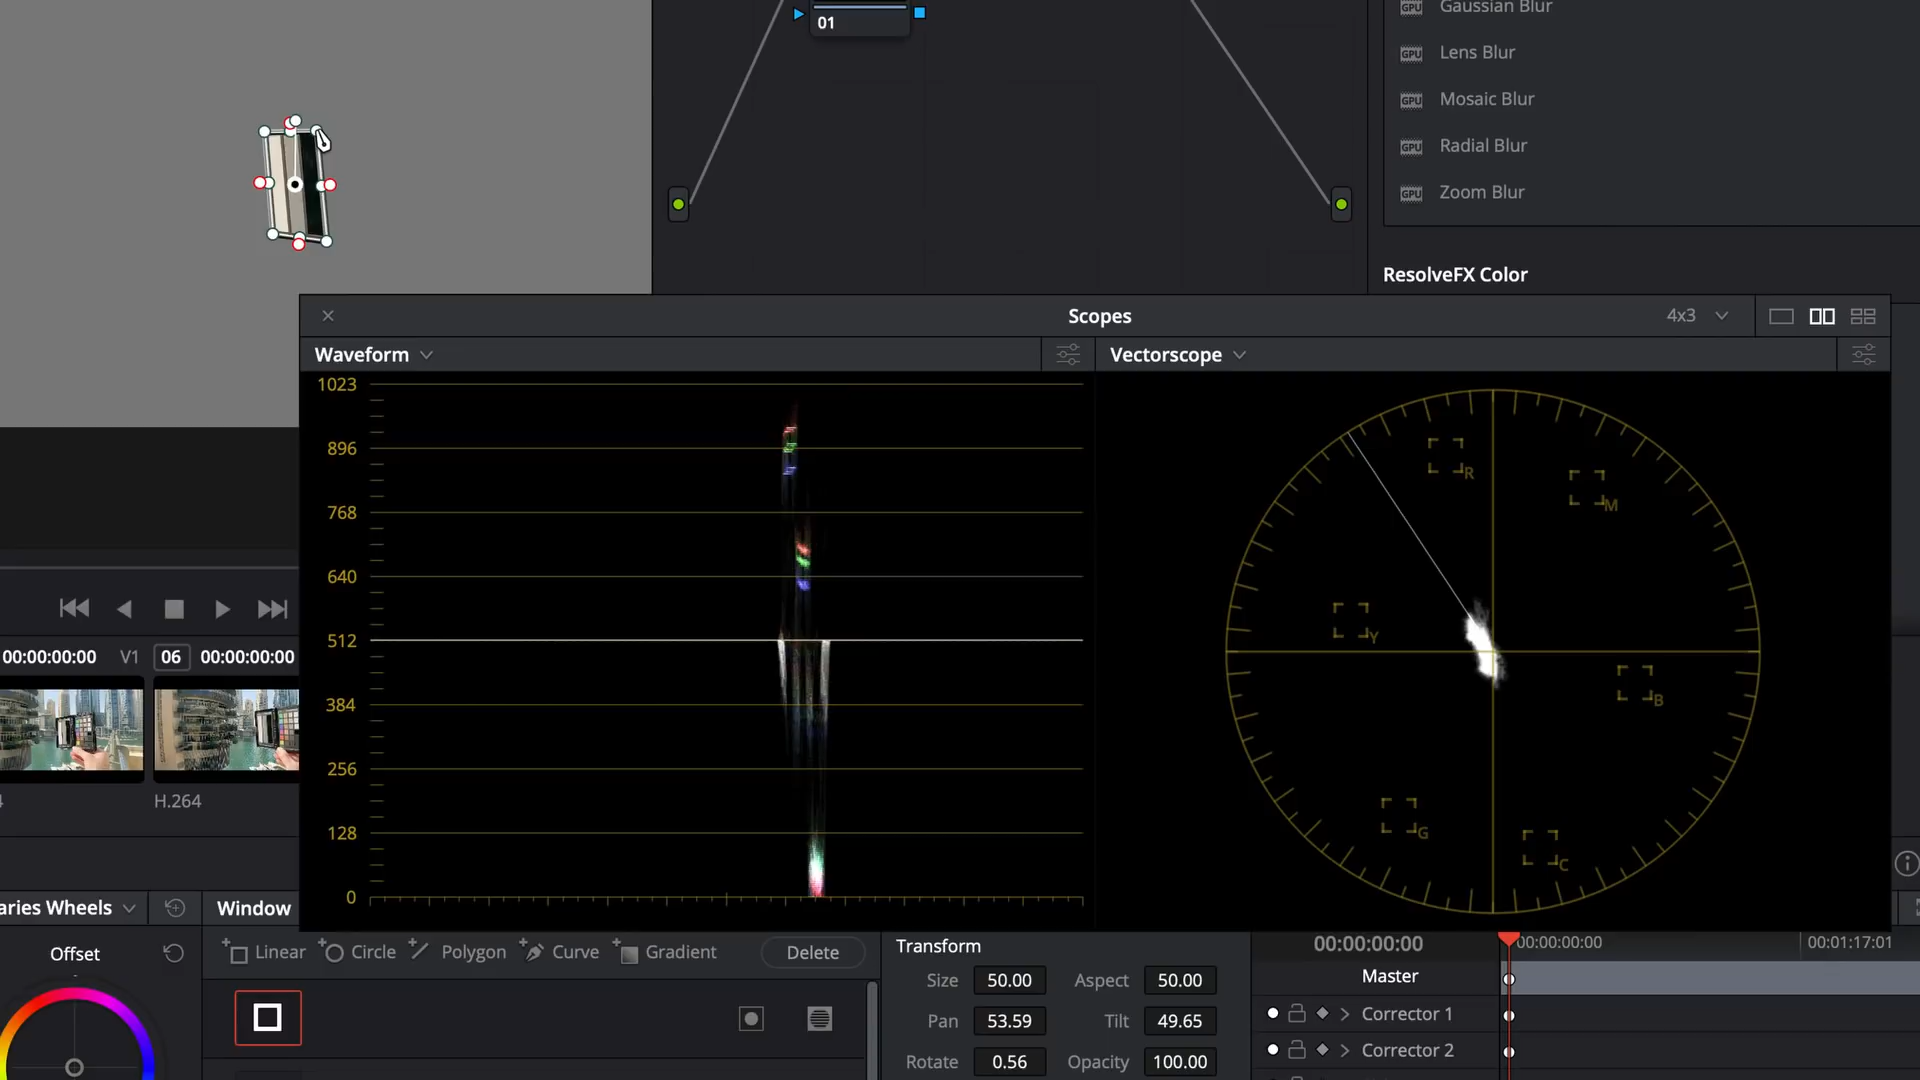 01
Gaussian Blur
Lens Blur
Mosaic Blur
Radial Blur
Zoom Blur
ResolveFX Color
Scopes
4x3
Waveform
Vectorscope
1023
896
768
640
512
384
256
128
0
R
M
Y
B
G
C
00:00:00:00 V1 06 00:00:00:00
H.264
aries Wheels
Window
Offset
Linear Circle Polygon Curve Gradient Delete
Transform
Size 50.00 Aspect 50.00
Pan 53.59 Tilt 49.65
Rotate 0.56 Opacity 100.00
00:00:00:00
00:00:00:00
00:01:17:01
Master
Corrector 1
Corrector 2